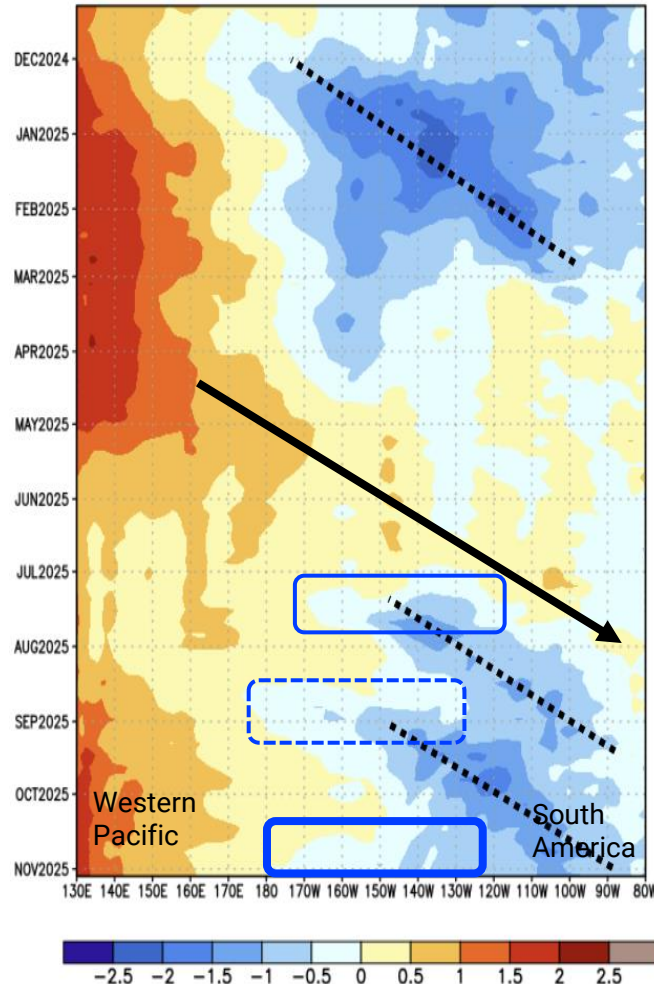 DEC2024
JAN2025
FEB2025
MAR2025
APR2025
MAY2025
JUN2025
JUL2025
AUG2025
SEP2025
OCT2025
Western
Pacific
South
America
NOV2025
130E 140E 150E 160E 170E 180 170W 160W 150W 140W 130W 120W 110W 100W 90W 80W
-2.5 -2 -1.5 -1 -0.5 0 0.5 1 1.5 2 2.5